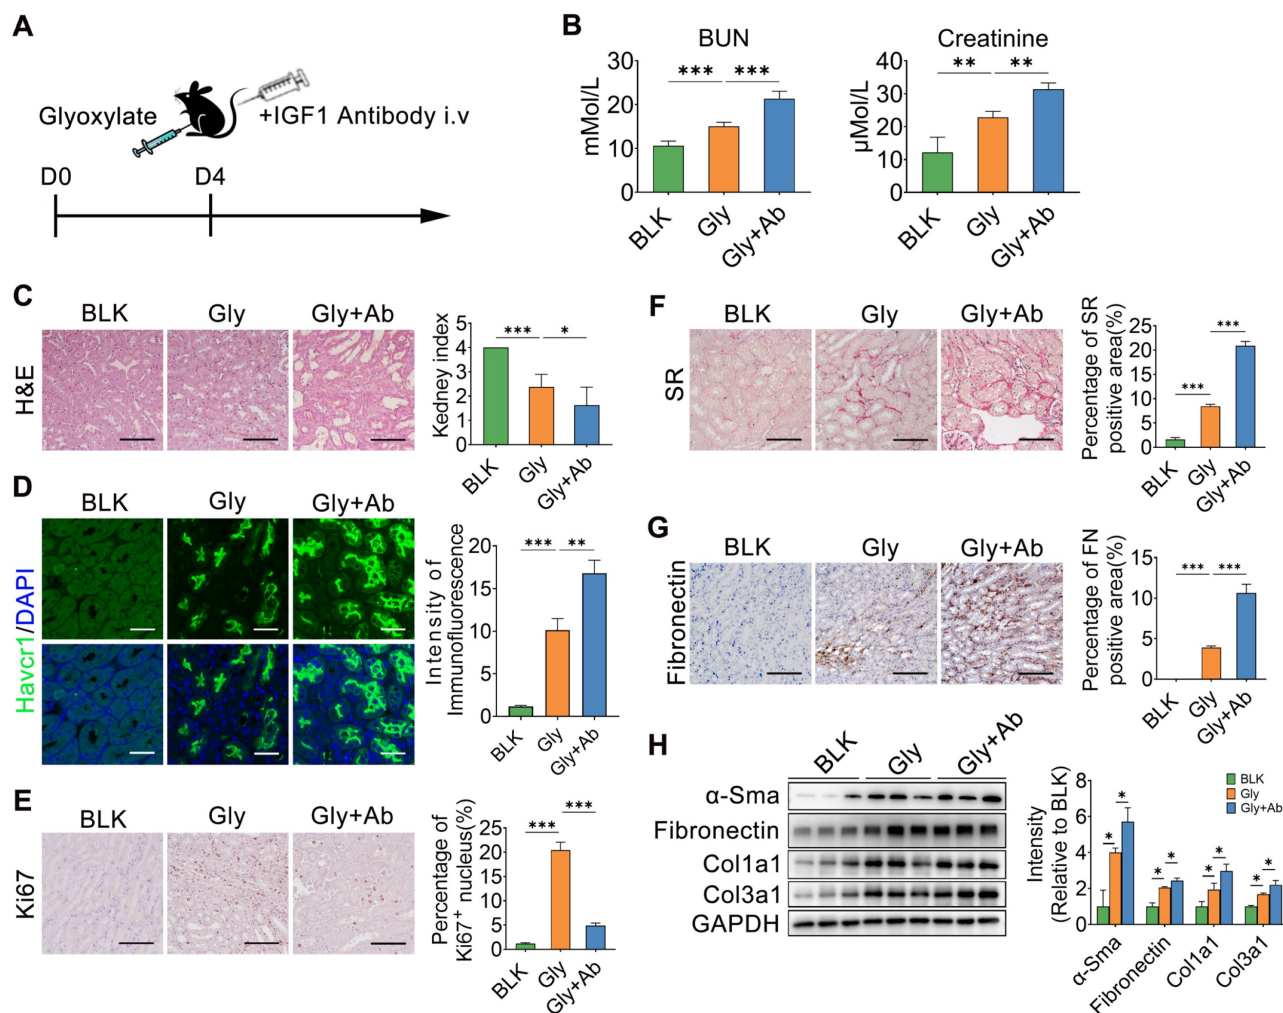 A
Glyoxylate
+IGF1 Antibody i.v
D0
D4
B
BUN
mMol/L
30
20
10
0
***
***
BLK
Gly
Gly+Ab
Creatinine
μMol/L
40
30
20
10
0
**
**
BLK
Gly
Gly+Ab
C
BLK
Gly
Gly+Ab
H&E
Kedney index
5
4
3
2
1
0
***
*
BLK
Gly
Gly+Ab
D
BLK
Gly
Gly+Ab
Havcr1/DAPI
Intensity of
Immunofluorescence
20
15
10
5
0
***
**
BLK
Gly
Gly+Ab
E
BLK
Gly
Gly+Ab
Ki67
Percentage of
Ki67+ nucleus(%)
25
20
15
10
5
0
***
***
BLK
Gly
Gly+Ab
F
BLK
Gly
Gly+Ab
SR
Percentage of SR
positive area(%)
25
20
15
10
5
0
***
***
BLK
Gly
Gly+Ab
G
BLK
Gly
Gly+Ab
Fibronectin
Percentage of FN
positive area(%)
15
10
5
0
***
***
BLK
Gly
Gly+Ab
H
BLK
Gly
Gly+Ab
α-Sma
Fibronectin
Col1a1
Col3a1
GAPDH
Intensity
(Relative to BLK)
8
6
4
2
0
BLK
Gly
Gly+Ab
*
*
*
*
*
*
*
*
α-Sma
Fibronectin
Col1a1
Col3a1